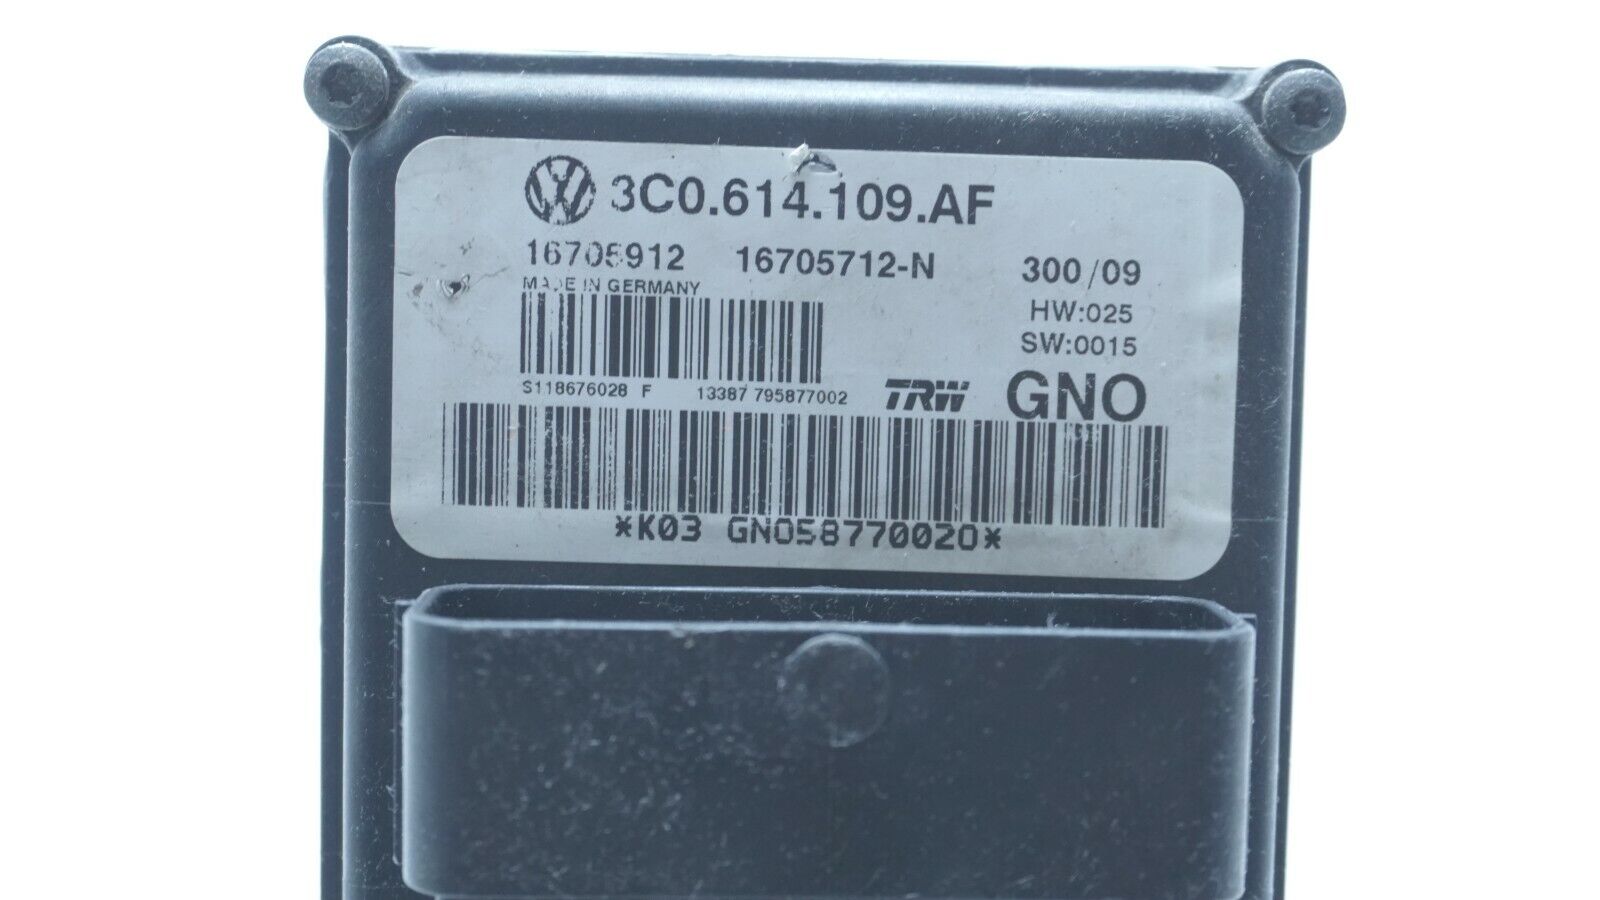 3C0.614.109.AF
16705912 16705712-N 300/09
MADE IN GERMANY
HW:025
SW:0015
S118676028 F 13387 795877002 TRW GNO
*K03 GNO58770020*